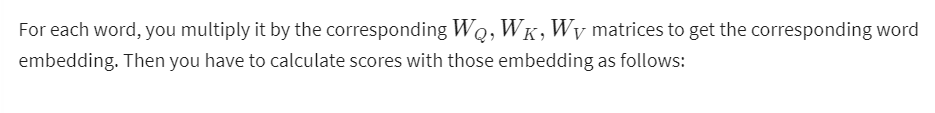 For each word, you multiply it by the corresponding W_Q, W_K, W_V matrices to get the corresponding word
embedding. Then you have to calculate scores with those embedding as follows: